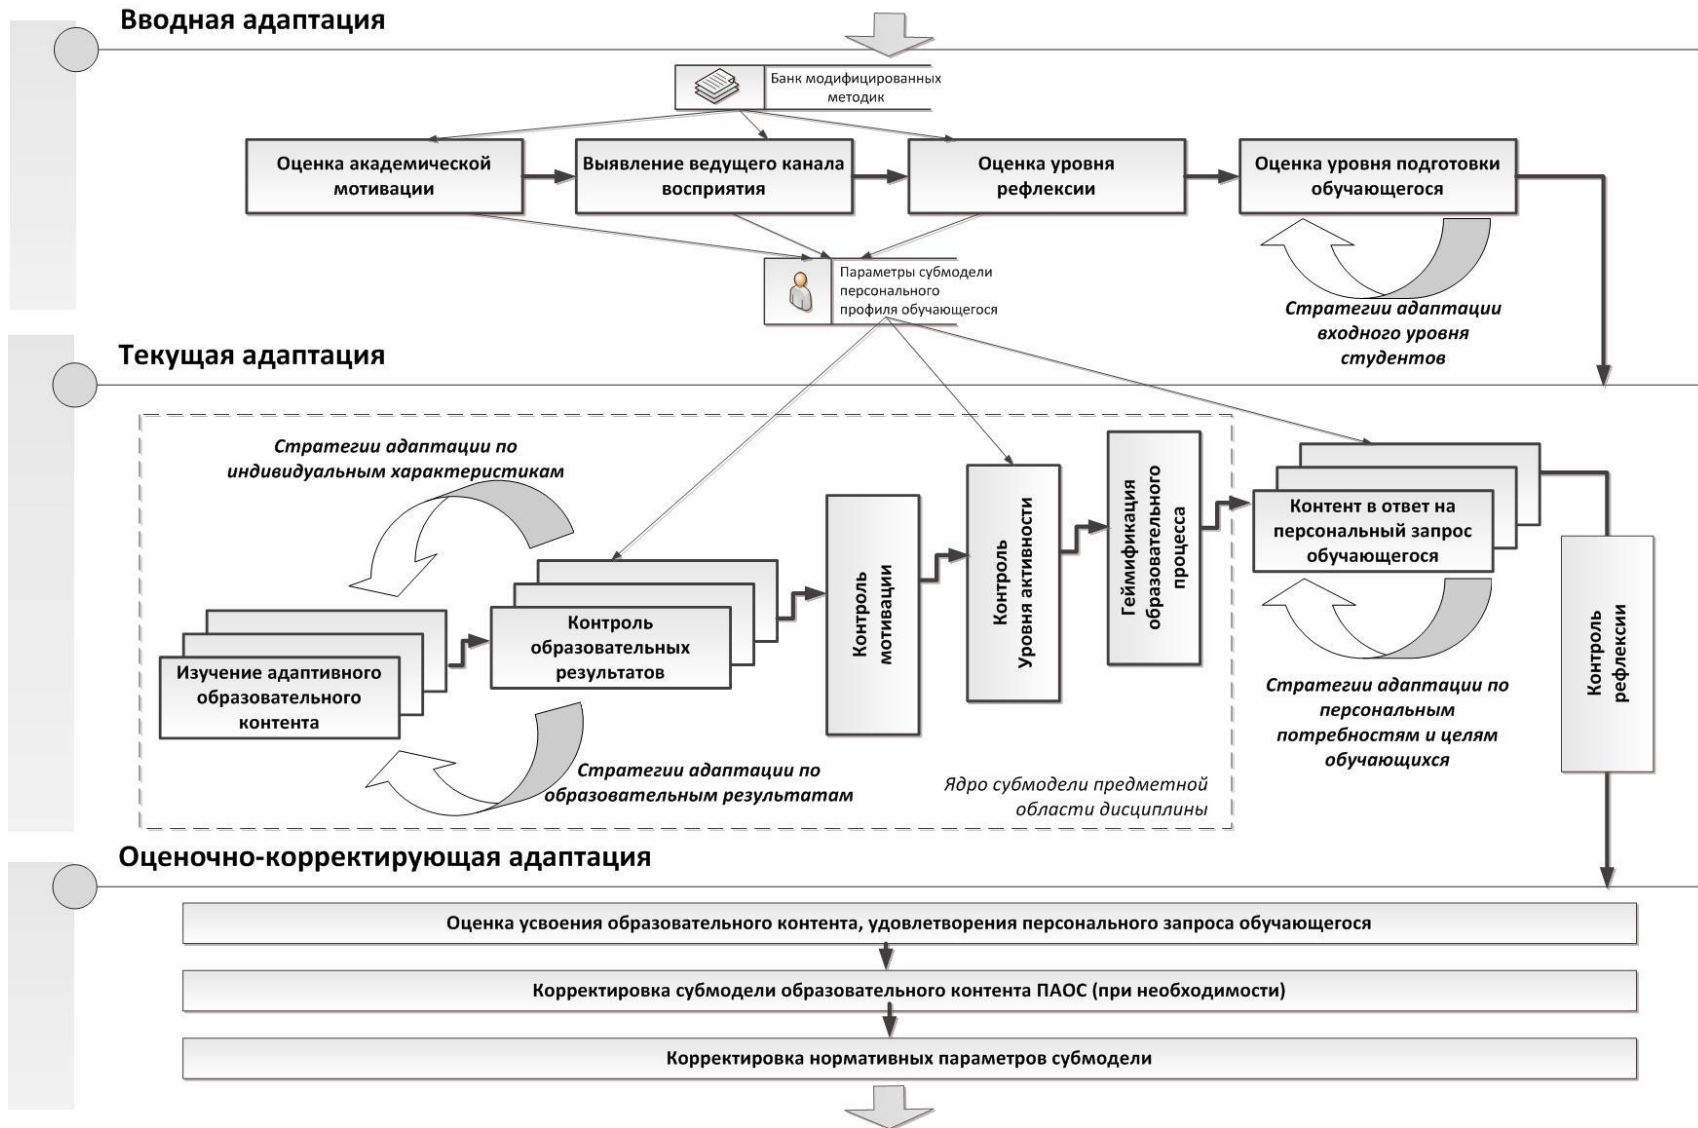 Вводная адаптация
Банк модифицированных
методик
Оценка академической
мотивации
Выявление ведущего канала
восприятия
Оценка уровня
рефлексии
Оценка уровня подготовки
обучающегося
Параметры субмодели
персонального
профиля обучающегося
Стратегии адаптации
входного уровня
студентов
Текущая адаптация
Стратегии адаптации по
индивидуальным характеристикам
Изучение адаптивного
образовательного
контента
Контроль
образовательных
результатов
Стратегии адаптации по
образовательным результатам
Контроль
мотивации
Контроль
Уровня активности
Геймификация
образовательного
процесса
Ядро субмодели предметной
области дисциплины
Контент в ответ на
персональный запрос
обучающегося
Стратегии адаптации по
персональным
потребностям и целям
обучающихся
Контроль
рефлексии
Оценочно-корректирующая адаптация
Оценка усвоения образовательного контента, удовлетворения персонального запроса обучающегося
Корректировка субмодели образовательного контента ПАОС (при необходимости)
Корректировка нормативных параметров субмодели